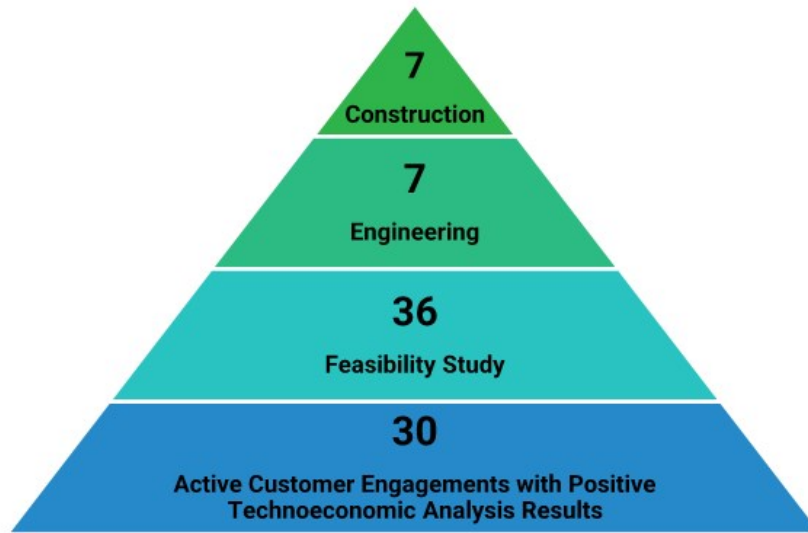 7
Construction
7
Engineering
36
Feasibility Study
30
Active Customer Engagements with Positive
Technoeconomic Analysis Results